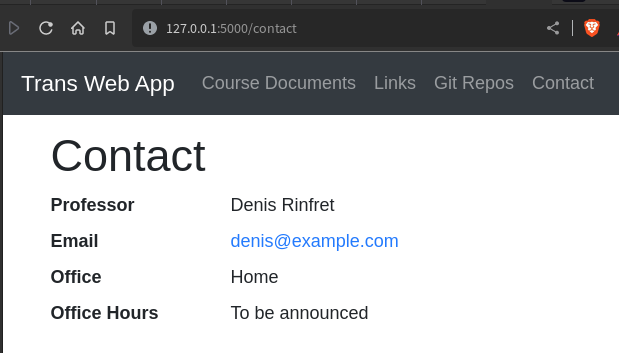 127.0.0.1:5000/contact
Trans Web App Course Documents Links Git Repos Contact
Contact
Professor Denis Rinfret
Email denis@example.com
Office Home
Office Hours To be announced